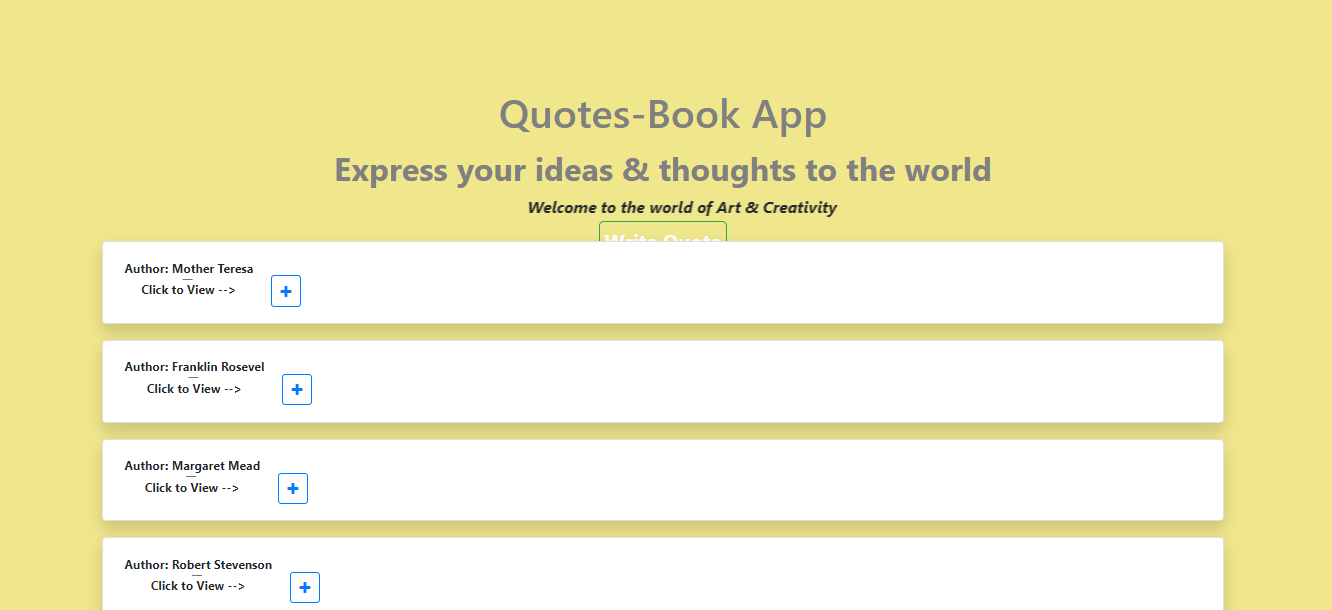 Quotes-Book App
Express your ideas & thoughts to the world
Welcome to the world of Art & Creativity
Write Quote
Author: Mother Teresa
Click to View -->
Author: Franklin Rosevel
Click to View -->
Author: Margaret Mead
Click to View -->
Author: Robert Stevenson
Click to View -->